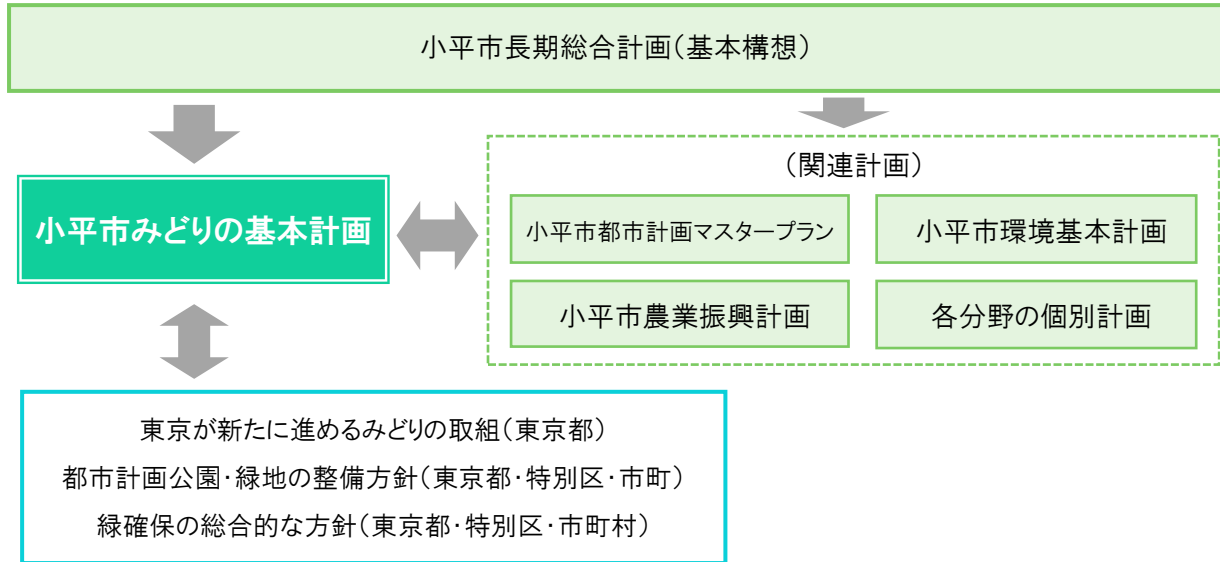 小平市長期総合計画(基本構想)
(関連計画)
小平市みどりの基本計画
小平市都市計画マスタープラン
小平市環境基本計画
小平市農業振興計画
各分野の個別計画
東京が新たに進めるみどりの取組(東京都)
都市計画公園・緑地の整備方針(東京都・特別区・市町)
緑確保の総合的な方針(東京都・特別区・市町村)